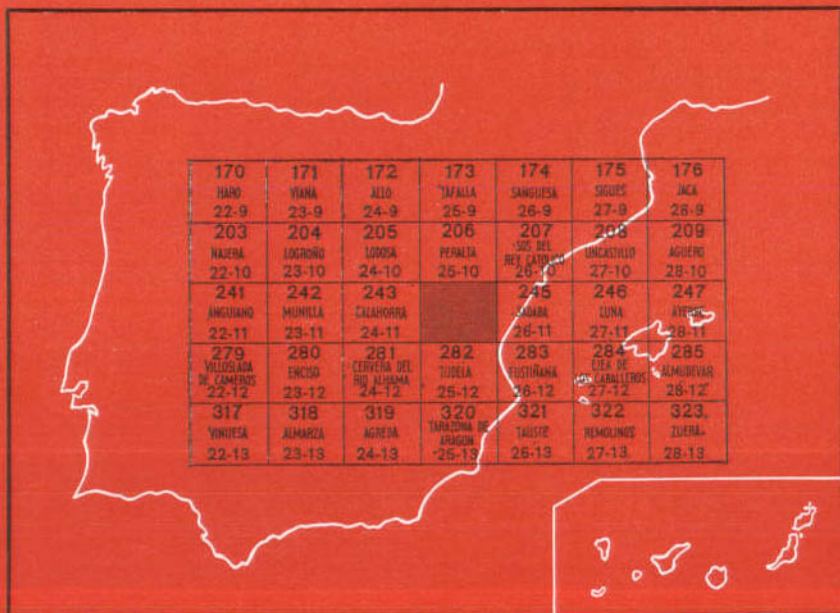 170 171 172 173 174 175 176
HARO VIANA ALLO TAFALLA SANGUESA SIGUES JACA
22-9 23-9 24-9 25-9 26-9 27-9 28-9
203 204 205 206 207 208 209
NAJERA LOGROÑO LODOSA PERALTA SOS DEL REY CATOLICO UNCASTILLO AGUERO
22-10 23-10 24-10 25-10 26-10 27-10 28-10
241 242 243 245 246 247
ANGUIANO MUNILLA CALAHORRA SADABA LUNA AYERBE
22-11 23-11 24-11 26-11 27-11 28-11
279 280 281 282 283 284 285
VILLOSLADA DE CAMEROS ENCISO CERVERA DEL RIO ALHAMA TUDELA FUSTIÑANA EJEA DE LOS CABALLEROS ALMUDEVAR
22-12 23-12 24-12 25-12 26-12 27-12 28-12
317 318 319 320 321 322 323
VINUESA ALMARZA AGREDA TARAZONA DE ARAGON TAUSTE REMOLINOS ZUERA
22-13 23-13 24-13 25-13 26-13 27-13 28-13